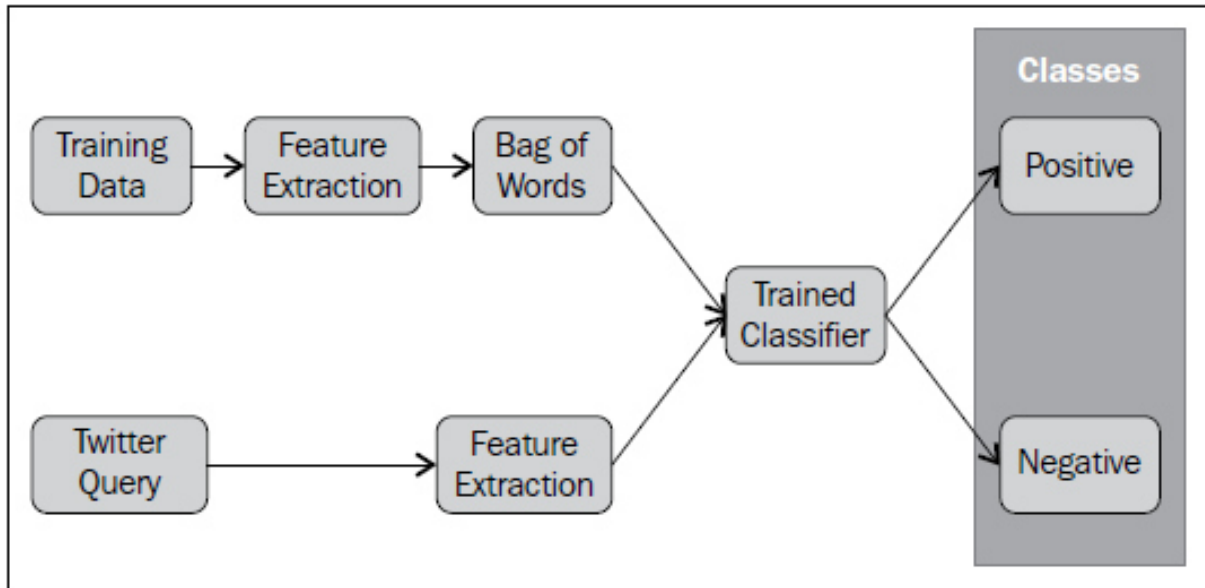 Classes
Training
Data
Feature
Extraction
Bag of
Words
Positive
Trained
Classifier
Twitter
Query
Feature
Extraction
Negative